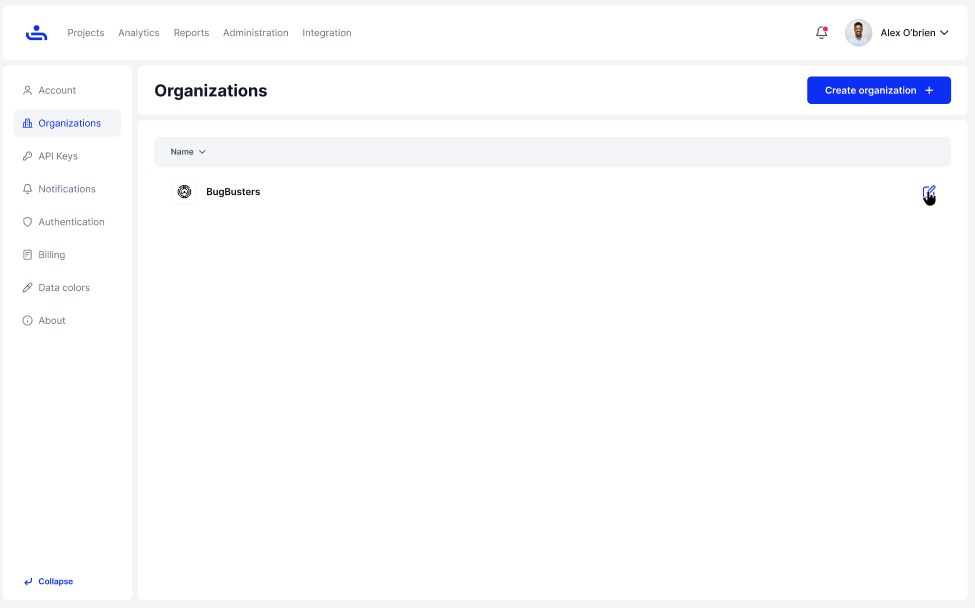 Projects Analytics Reports Administration Integration
Alex O'brien
Account
Organizations
API Keys
Notifications
Authentication
Billing
Data colors
About
Collapse
Organizations
Create organization +
Name
BugBusters